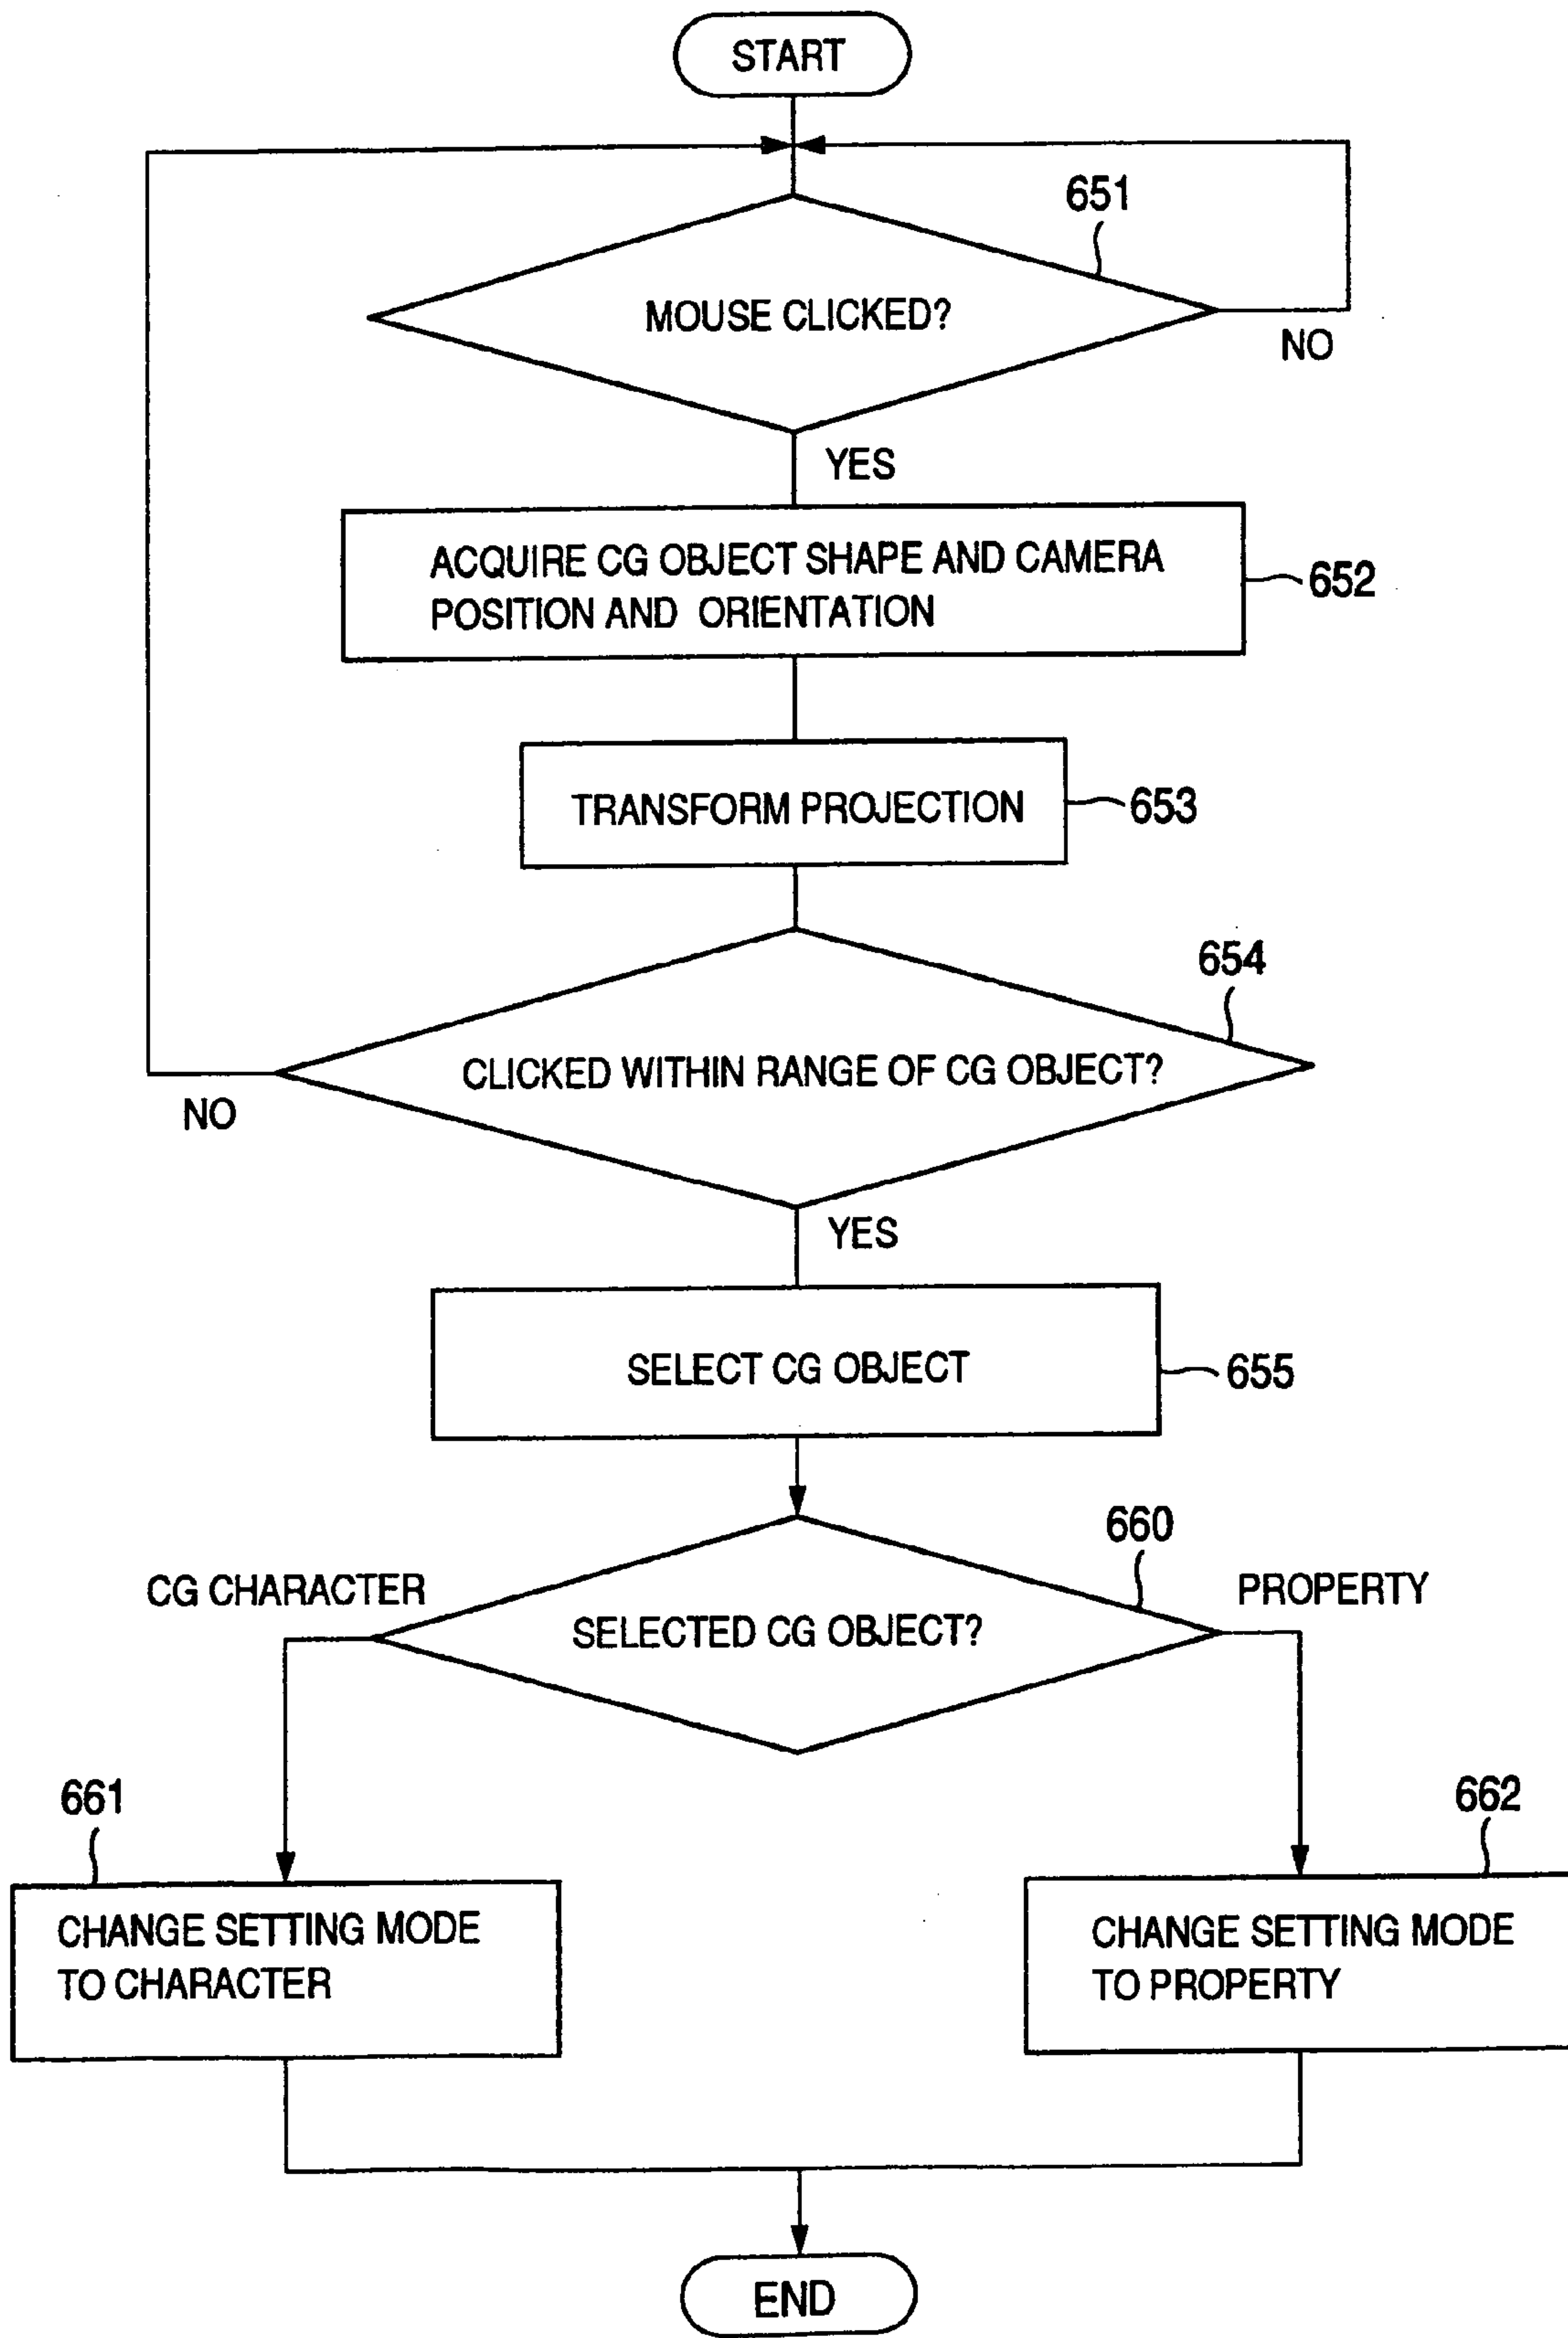 START
651
MOUSE CLICKED?
NO
YES
ACQUIRE CG OBJECT SHAPE AND CAMERA
POSITION AND ORIENTATION
652
TRANSFORM PROJECTION
653
654
CLICKED WITHIN RANGE OF CG OBJECT?
NO
YES
SELECT CG OBJECT
655
660
CG CHARACTER
PROPERTY
SELECTED CG OBJECT?
661
662
CHANGE SETTING MODE
TO CHARACTER
CHANGE SETTING MODE
TO PROPERTY
END